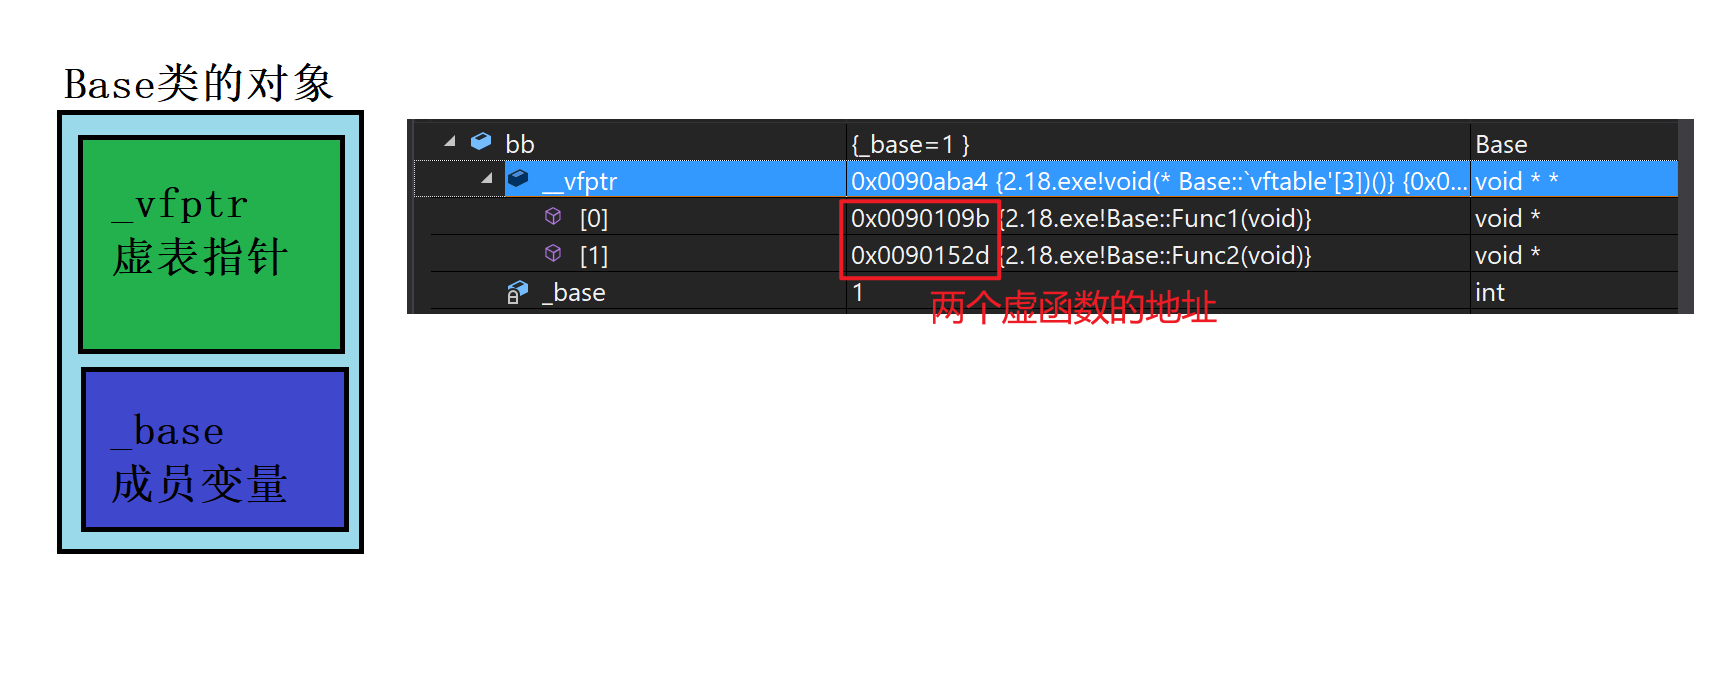 Base类的对象
_vfptr
虚表指针
_base
成员变量
bb {_base=1 } Base
__vfptr 0x0090aba4 {2.18.exe!void(* Base::`vftable'[3])()} {0x0... void * *
[0] 0x0090109b {2.18.exe!Base::Func1(void)} void *
[1] 0x0090152d {2.18.exe!Base::Func2(void)} void *
_base 1 int
两个虚函数的地址